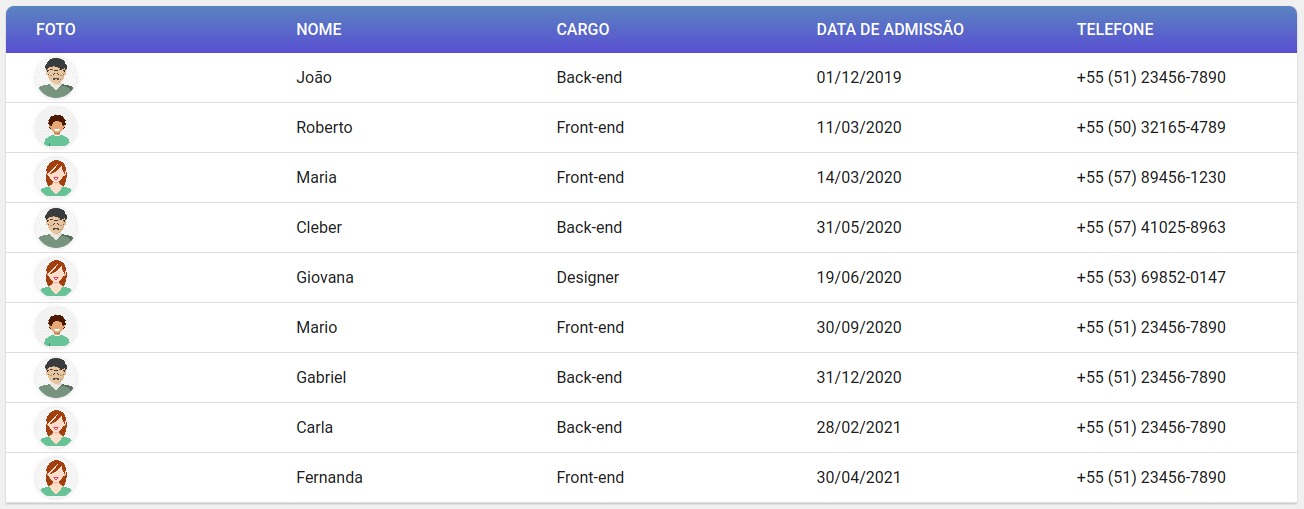 FOTO NOME CARGO DATA DE ADMISSÃO TELEFONE
João Back-end 01/12/2019 +55 (51) 23456-7890
Roberto Front-end 11/03/2020 +55 (50) 32165-4789
Maria Front-end 14/03/2020 +55 (57) 89456-1230
Cleber Back-end 31/05/2020 +55 (57) 41025-8963
Giovana Designer 19/06/2020 +55 (53) 69852-0147
Mario Front-end 30/09/2020 +55 (51) 23456-7890
Gabriel Back-end 31/12/2020 +55 (51) 23456-7890
Carla Back-end 28/02/2021 +55 (51) 23456-7890
Fernanda Front-end 30/04/2021 +55 (51) 23456-7890